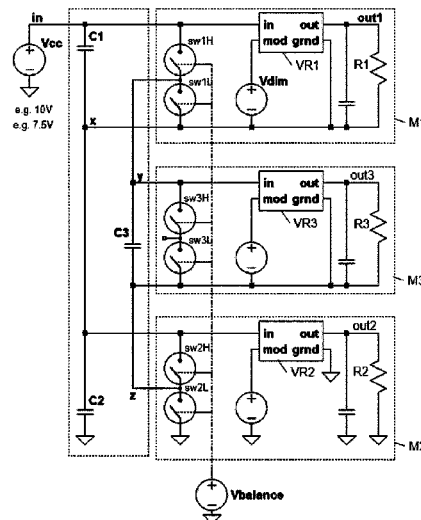 in
Vcc
e.g. 10V
e.g. 7.5V
C1
x
sw1H
sw1L
in out
mod grnd
VR1
Vdim
out1
R1
y
C3
sw3H
sw3L
in out
mod grnd
VR3
out3
R3
M3
z
C2
sw2H
sw2L
in out
mod grnd
VR2
out2
R2
Vbalance